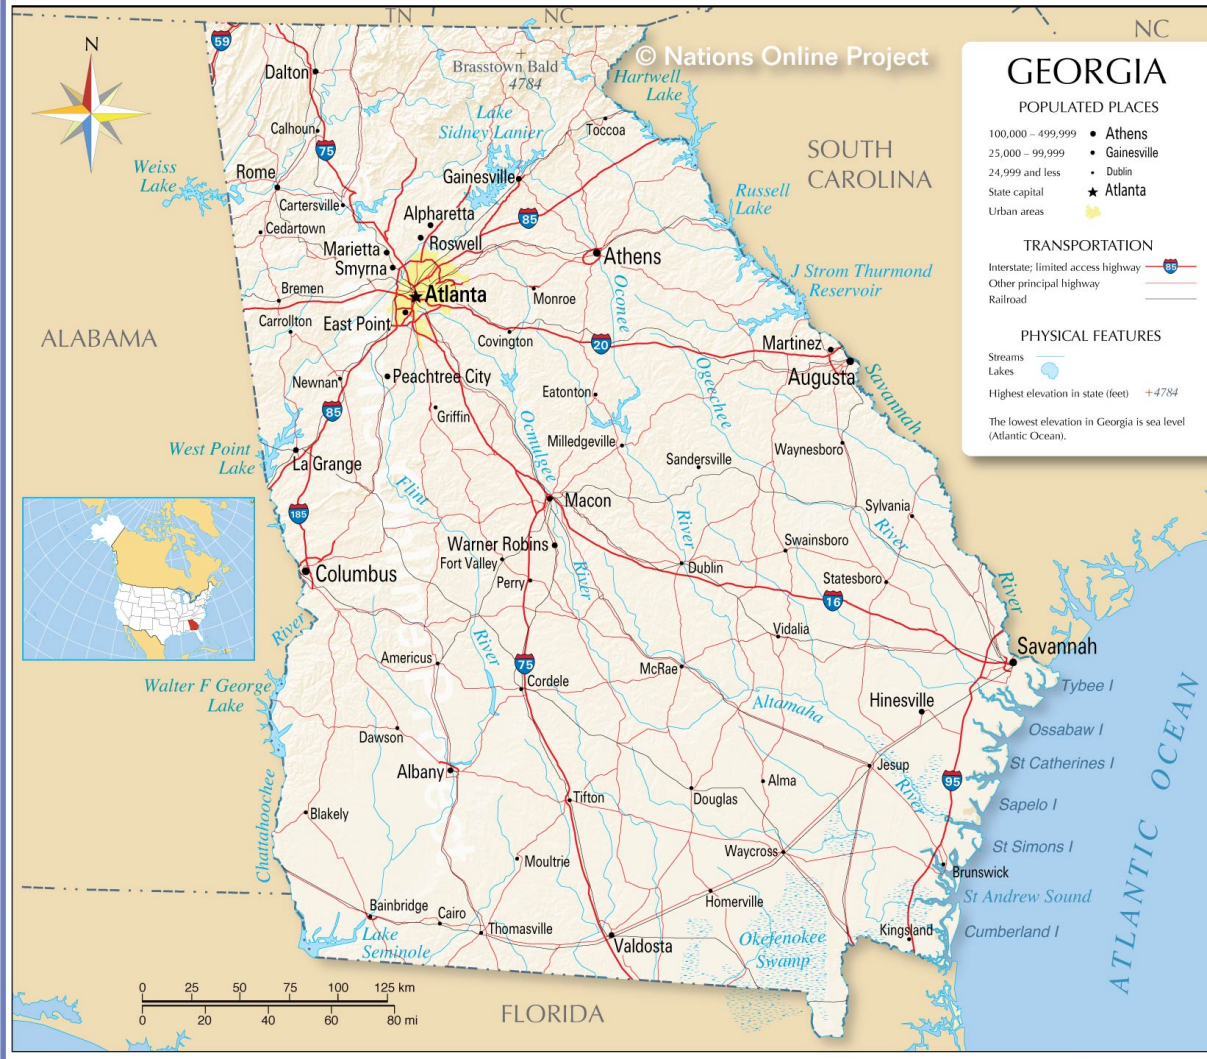 TN
NC
NC
© Nations Online Project
59
N
Dalton
Brasstown Bald
4784
Hartwell
Lake
Calhoun
75
Lake
Sidney Lanier
Toccoa
SOUTH
CAROLINA
Weiss
Lake
Rome
Gainesville
Russell
Lake
Cartersville
Alpharetta
85
Cedartown
Roswell
Marietta
Smyrna
Athens
J Strom Thurmond
Reservoir
Bremen
Atlanta
Monroe
Oconee
Carrollton
East Point
Covington
20
Martinez
ALABAMA
Augusta
Savannah
Newnan
Peachtree City
Eatonton
Ogeechee
85
Griffin
Ocmulgee
Milledgeville
Waynesboro
West Point
Lake
La Grange
Sandersville
Flint
185
Macon
Sylvania
River
River
Warner Robins
Swainsboro
Fort Valley
Columbus
Perry
River
Dublin
Statesboro
River
16
River
River
Vidalia
Savannah
Americus
75
McRae
Cordele
Tybee I
Walter F George
Lake
Altamaha
Hinesville
Ossabaw I
Dawson
St Catherines I
Albany
Jesup
Alma
95
River
Tifton
Douglas
Sapelo I
Blakely
Chattahoochee
Moultrie
Waycross
St Simons I
Brunswick
Homerville
St Andrew Sound
Bainbridge
Cairo
Thomasville
Kingsland
Cumberland I
Lake
Seminole
Valdosta
Okefenokee
Swamp
ATLANTIC OCEAN
FLORIDA
0 25 50 75 100 125 km
0 20 40 60 80 mi
GEORGIA
POPULATED PLACES
100,000 – 499,999 Athens
25,000 – 99,999 Gainesville
24,999 and less Dublin
State capital Atlanta
Urban areas
TRANSPORTATION
Interstate; limited access highway 85
Other principal highway
Railroad
PHYSICAL FEATURES
Streams
Lakes
Highest elevation in state (feet) +4784
The lowest elevation in Georgia is sea level
(Atlantic Ocean).